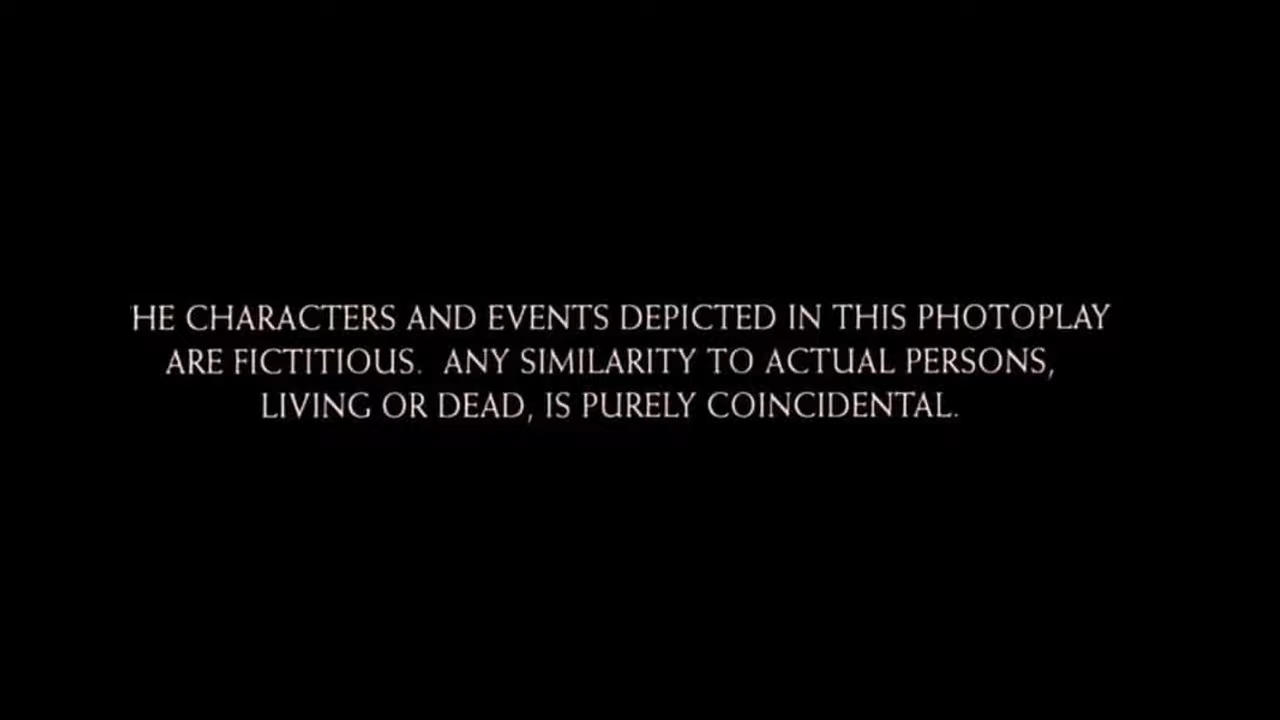 HE CHARACTERS AND EVENTS DEPICTED IN THIS PHOTOPLAY
ARE FICTITIOUS. ANY SIMILARITY TO ACTUAL PERSONS,
LIVING OR DEAD, IS PURELY COINCIDENTAL.